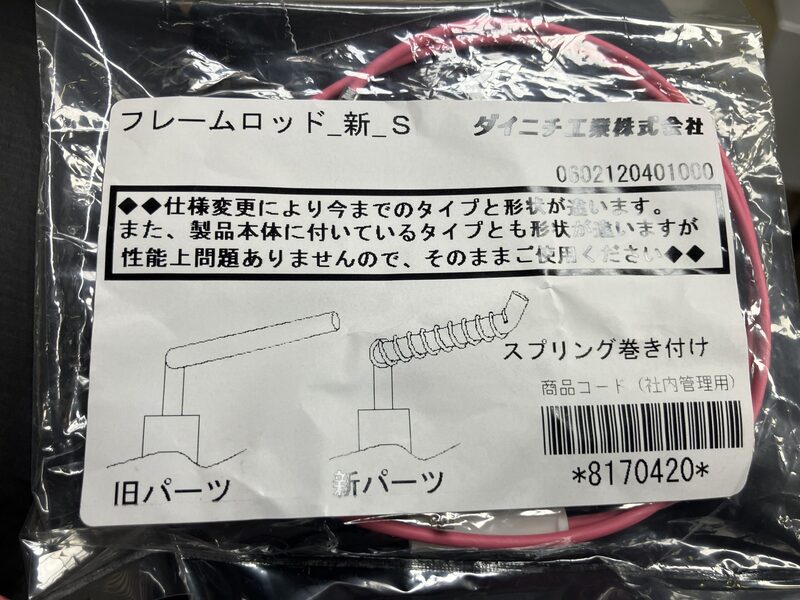 フレームロッド_新_S
ダイニチ工業株式会社
0602120401000
◆◆仕様変更により今までのタイプと形状が違います。
また、製品本体に付いているタイプとも形状が違いますが
性能上問題ありませんので、そのままご使用ください◆◆
スプリング巻き付け
商品コード（社内管理用）
*8170420*
旧パーツ
新パーツ